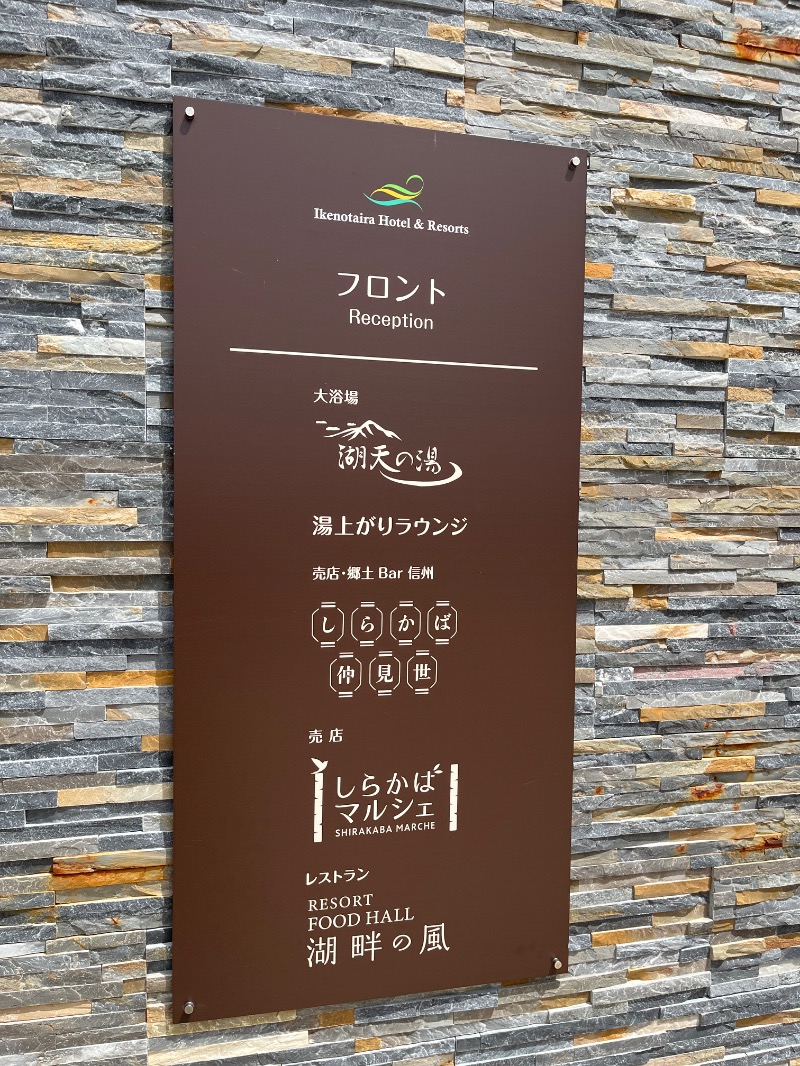 Ikenotaira Hotel & Resorts
フロント
Reception
大浴場
湖天の湯
湯上がりラウンジ
売店・郷土 Bar 信州
しらかば
仲見世
売店
しらかば
マルシェ
SHIRAKABA MARCHE
レストラン
RESORT
FOOD HALL
湖畔の風